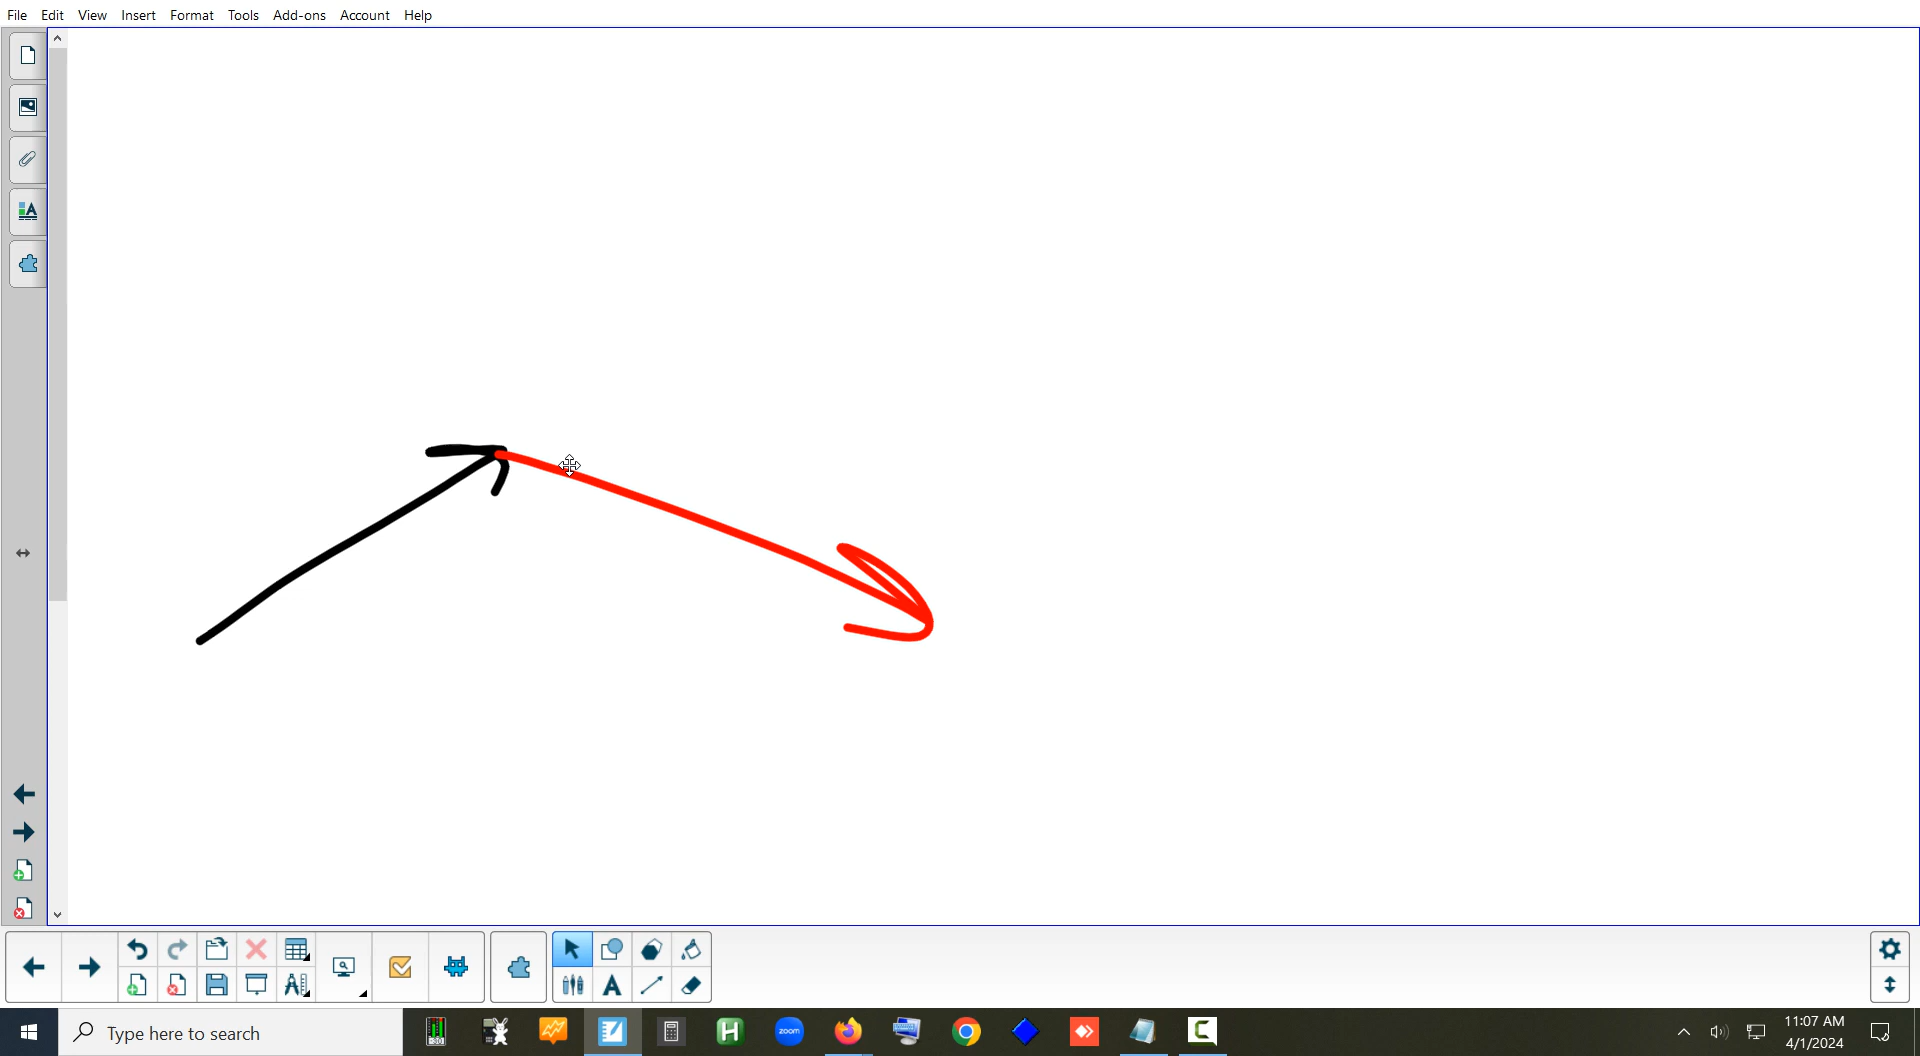 File Edit View Insert Format Tools Add-ons Account Help
Type here to search
zoom
11:07 AM
4/1/2024